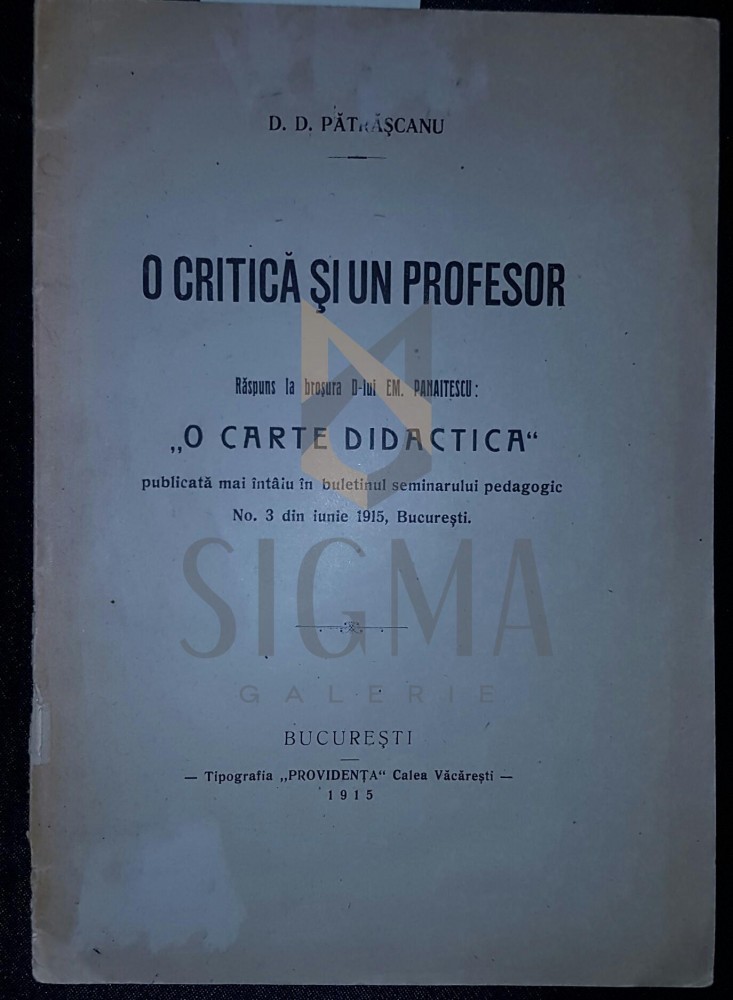 D. D. PĂTRĂŞCANU
O CRITICĂ ŞI UN PROFESOR
Răspuns la broşura D-lui EM. PANAITESCU:
„O CARTE DIDACTICA“
publicată mai întâiu în buletinul seminarului pedagogic
No. 3 din iunie 1915, Bucureşti.
SIGMA
GALERIE
BUCUREŞTI
— Tipografia „PROVIDENŢA“ Calea Văcăreşti —
1915